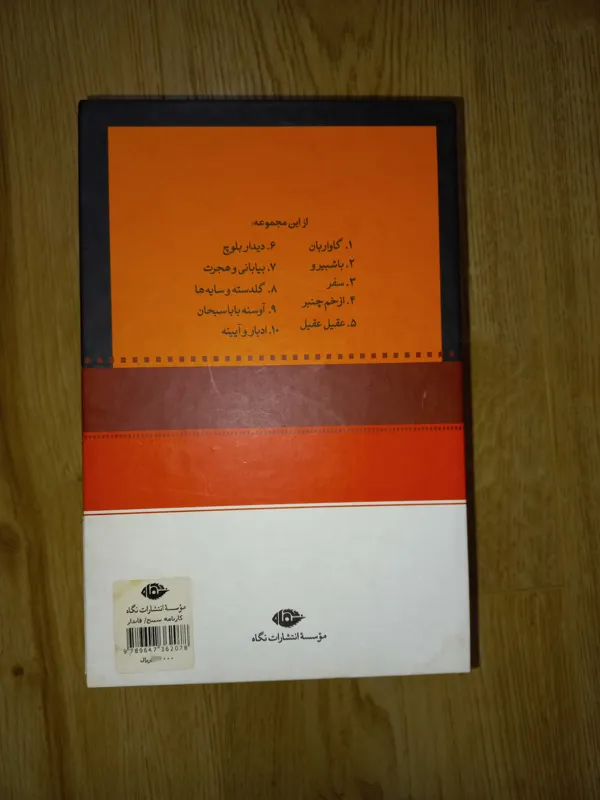 از این مجموعه:
۱. گاواربان
۲. باشبیرو
۳. سفر
۴. از خم چنبر
۵. عقیل عقیل
۶. دیدار بلوچ
۷. بیابانی و هجرت
۸. گلدسته و سایه‌ها
۹. آوسنه باباسبحان
۱۰. ادبار و آیینه
مؤسسهٔ انتشارات نگاه
کارنامه سپنج/ قابدار
9789647362078
ریال
مؤسسهٔ انتشارات نگاه